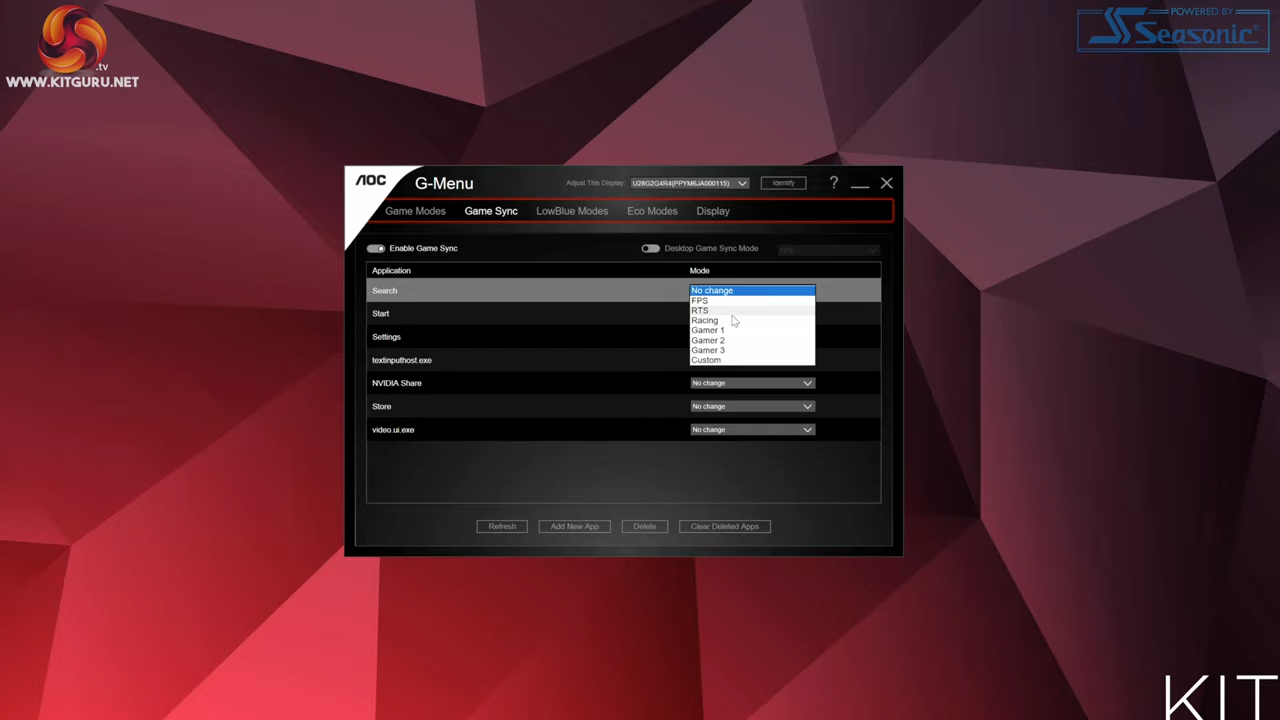 .tv
WWW.KITGURU.NET
POWERED BY
Seasonic
AOC
G-Menu
Adjust This Display:
U28G2G4R4(PPYM6JA000115)
Identify
?
Game Modes
Game Sync
LowBlue Modes
Eco Modes
Display
Enable Game Sync
Desktop Game Sync Mode
Application
Mode
Search
No change
FPS
RTS
Start
Racing
Gamer 1
Settings
Gamer 2
Gamer 3
textinputhost.exe
Custom
NVIDIA Share
No change
Store
No change
video.ui.exe
No change
Refresh
Add New App
Delete
Clear Deleted Apps
KIT